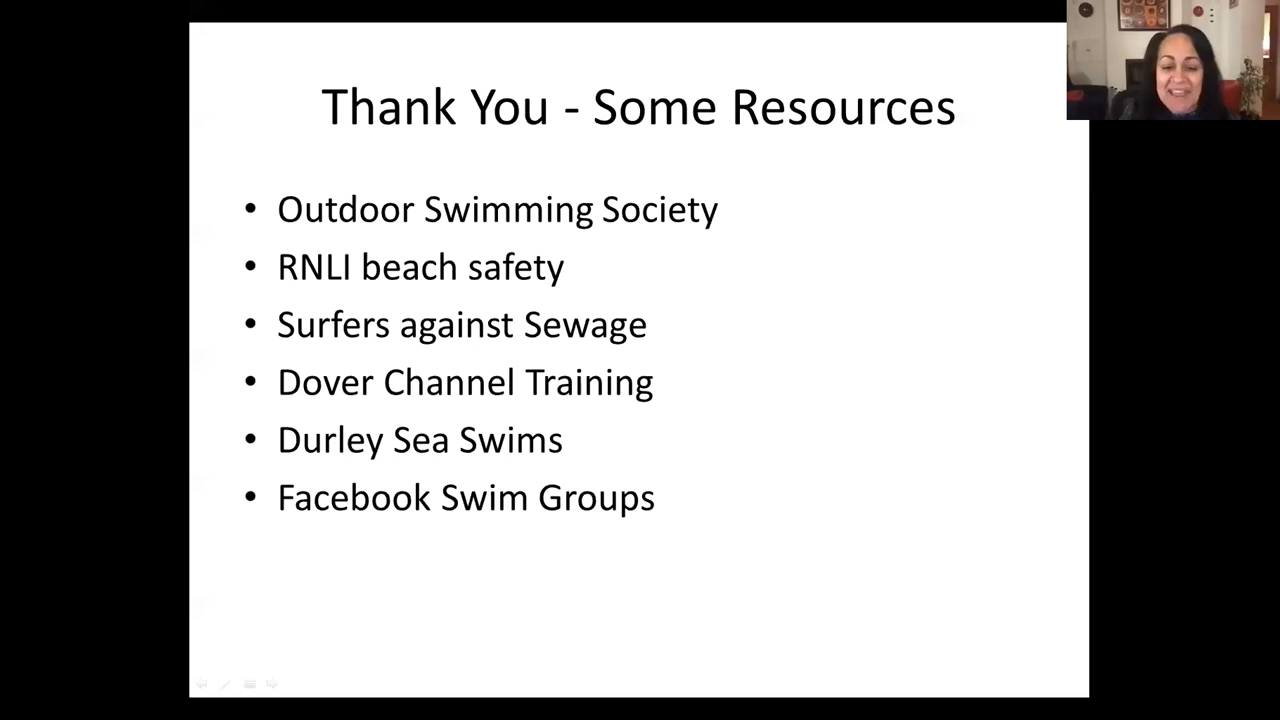 Thank You - Some Resources
• Outdoor Swimming Society
• RNLI beach safety
• Surfers against Sewage
• Dover Channel Training
• Durley Sea Swims
• Facebook Swim Groups